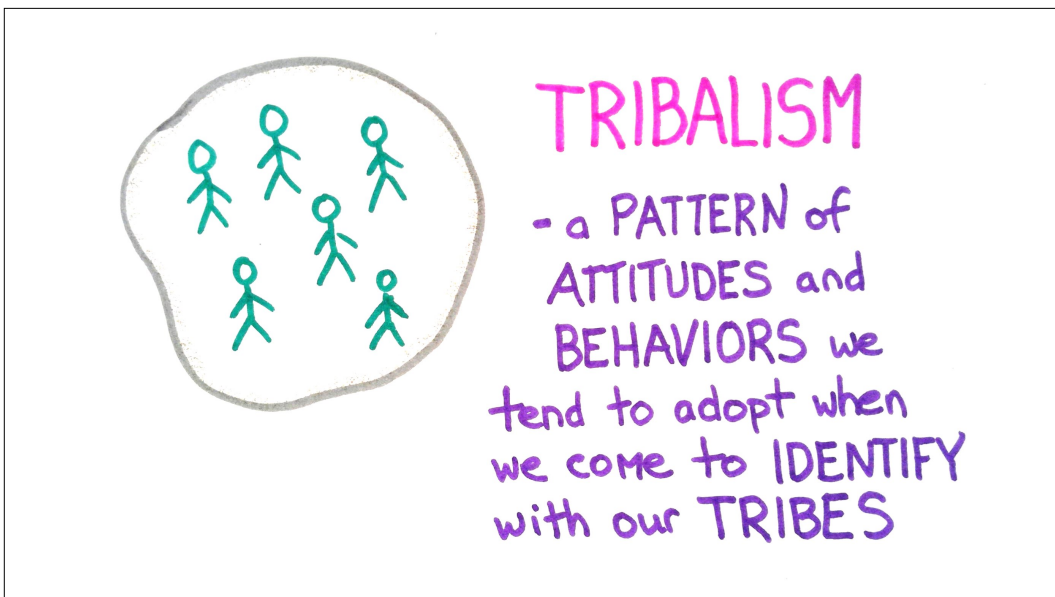 TRIBALISM
- a PATTERN of
ATTITUDES and
BEHAVIORS we
tend to adopt when
we come to IDENTIFY
with our TRIBES